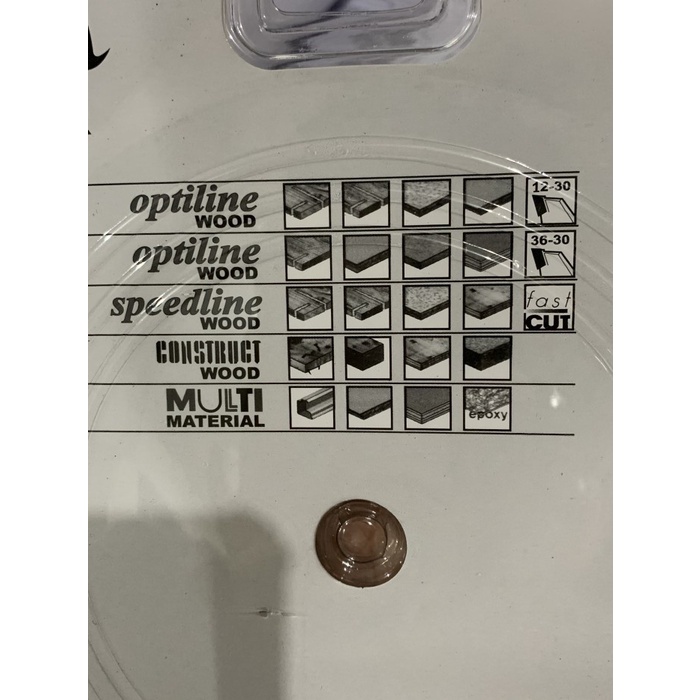 optiline
WOOD
12-30
optiline
WOOD
36-30
speedline
WOOD
fast
CUT
CONSTRUCT
WOOD
MULTI
MATERIAL
epoxy